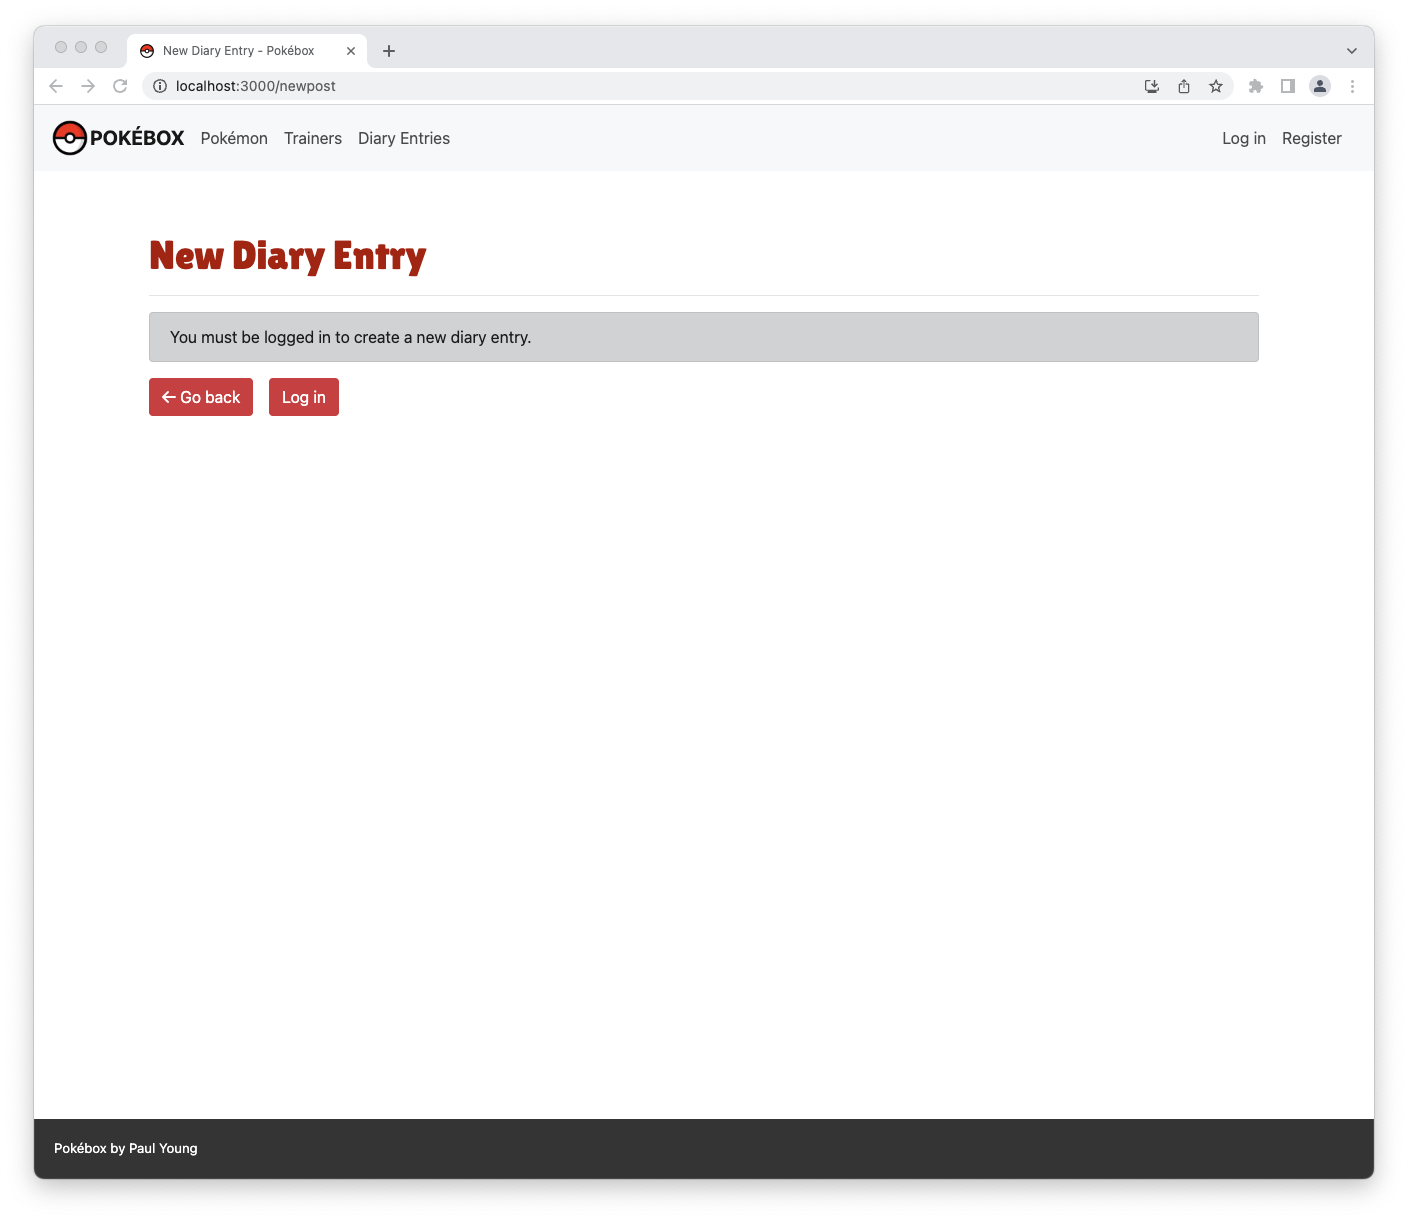 New Diary Entry - Pokébox
localhost:3000/newpost
POKÉBOX Pokémon Trainers Diary Entries Log in Register
New Diary Entry
You must be logged in to create a new diary entry.
Go back Log in
Pokébox by Paul Young